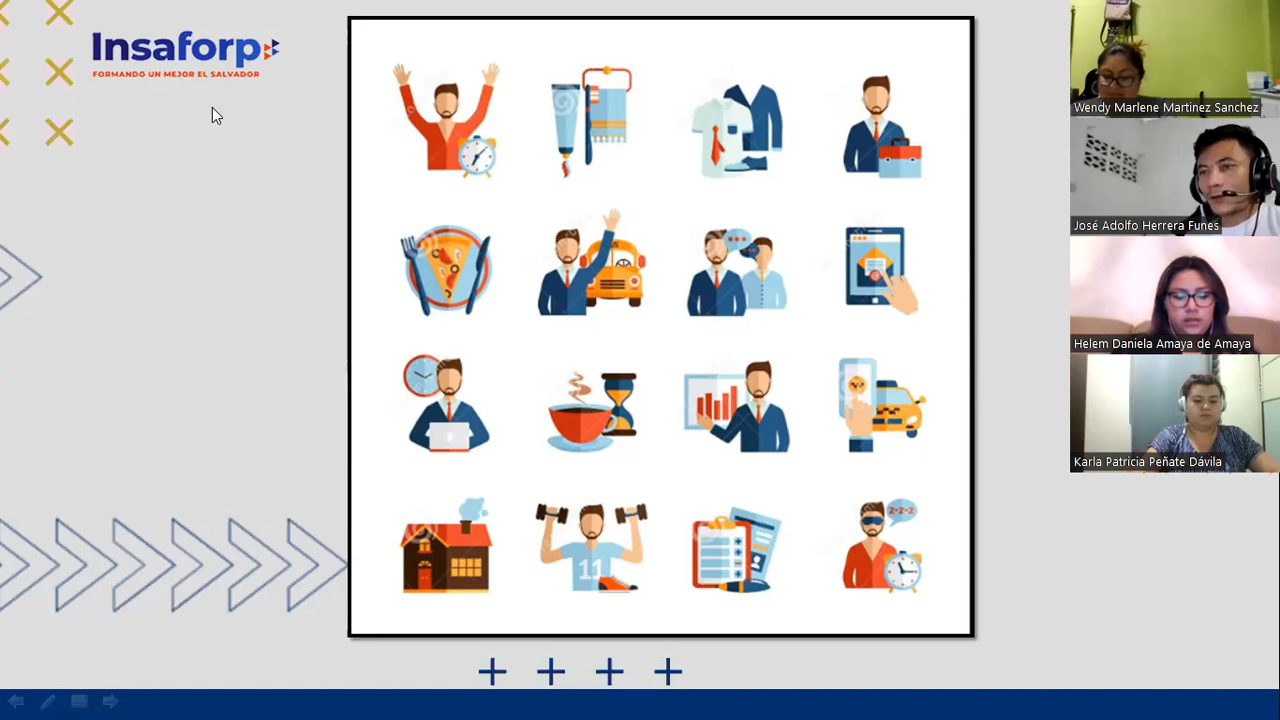 Insaforp
FORMANDO UN MEJOR EL SALVADOR
Wendy Marlene Martinez Sanchez
José Adolfo Herrera Funes
Helem Daniela Amaya de Amaya
Karla Patricia Peñate Dávila
11
z-z-z